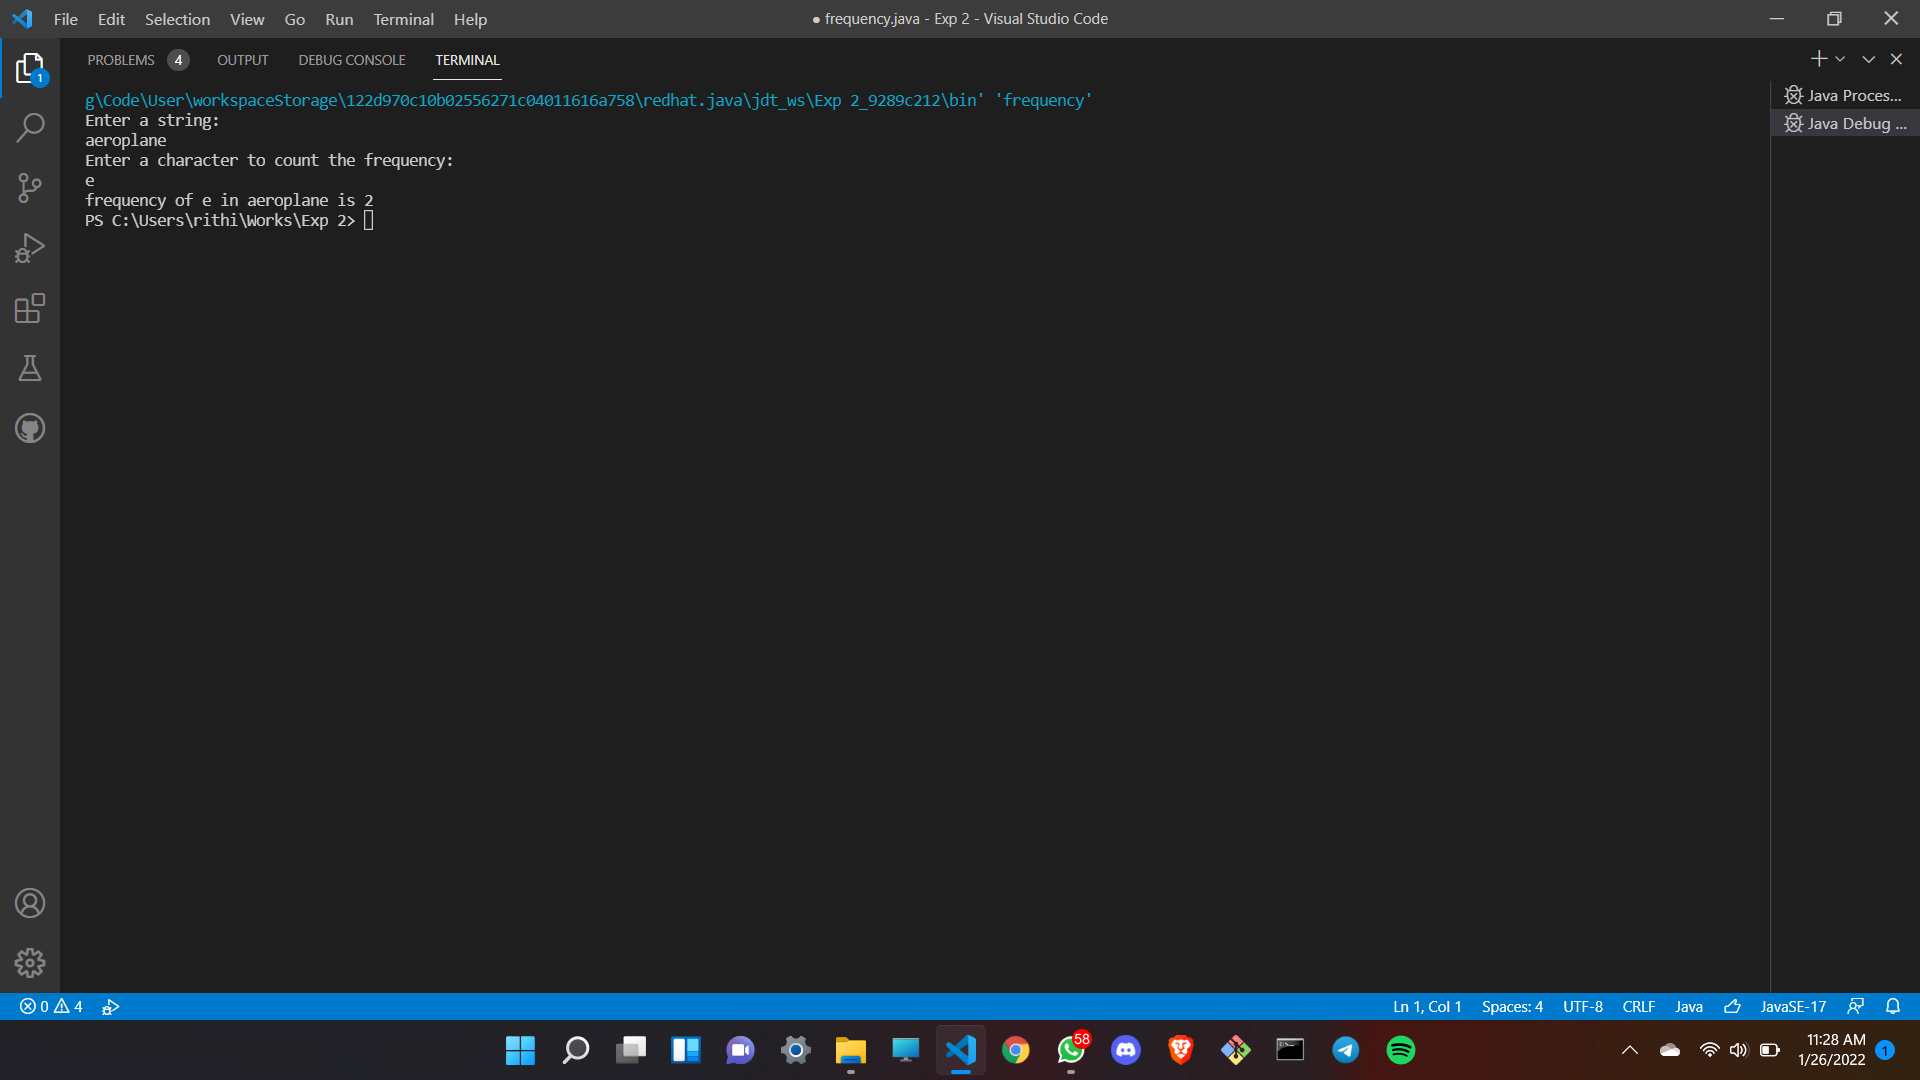 File Edit Selection View Go Run Terminal Help
● frequency.java - Exp 2 - Visual Studio Code
PROBLEMS 4 OUTPUT DEBUG CONSOLE TERMINAL
g\Code\User\workspaceStorage\122d970c10b02556271c04011616a758\redhat.java\jdt_ws\Exp 2_9289c212\bin' 'frequency'
Enter a string:
aeroplane
Enter a character to count the frequency:
e
frequency of e in aeroplane is 2
PS C:\Users\rithi\Works\Exp 2>
Java Proces...
Java Debug ...
1
0 4
Ln 1, Col 1 Spaces: 4 UTF-8 CRLF Java JavaSE-17
58
11:28 AM
1/26/2022
1